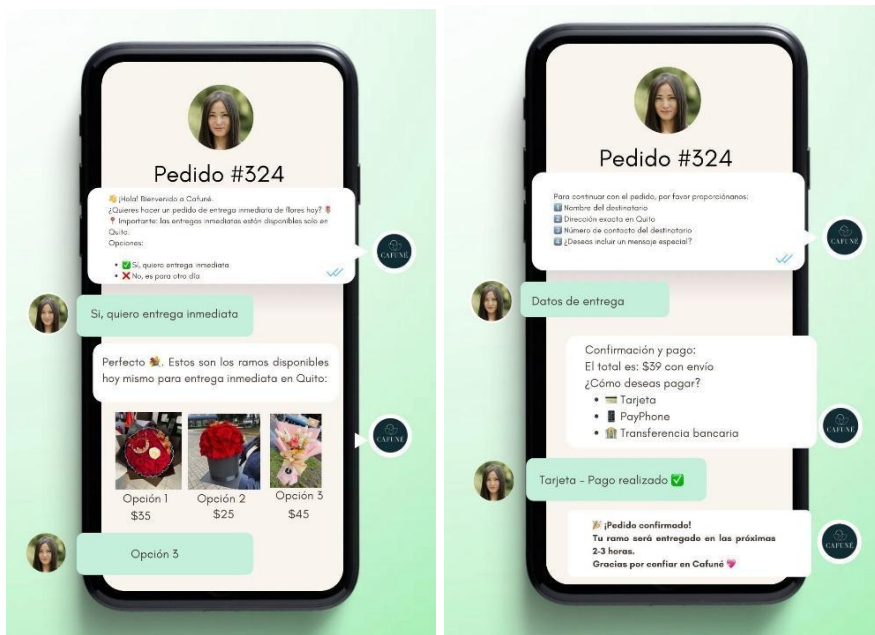 Pedido #324
👋 ¡Hola! Bienvenido a Cafuné.
¿Quieres hacer un pedido de entrega inmediata de flores hoy? 🌷
📍 Importante: las entregas inmediatas están disponibles solo en
Quito.
Opciones:
• ✅ Sí, quiero entrega inmediata
• ❌ No, es para otro día
CAFUNÉ
Si, quiero entrega inmediata
Perfecto 💐. Estos son los ramos disponibles
hoy mismo para entrega inmediata en Quito:
CAFUNÉ
Opción 1
$35
Opción 2
$25
Opción 3
$45
Opción 3
Pedido #324
Para continuar con el pedido, por favor proporciónanos:
1️⃣ Nombre del destinatario
2️⃣ Dirección exacta en Quito
3️⃣ Número de contacto del destinatario
4️⃣ ¿Deseas incluir un mensaje especial?
CAFUNÉ
Datos de entrega
Confirmación y pago:
El total es: $39 con envío
¿Cómo deseas pagar?
• 💳 Tarjeta
• 📱 PayPhone
• 🏦 Transferencia bancaria
CAFUNÉ
Tarjeta - Pago realizado ✅
🎉 ¡Pedido confirmado!
Tu ramo será entregado en las próximas
2-3 horas.
Gracias por confiar en Cafuné 💖
CAFUNÉ